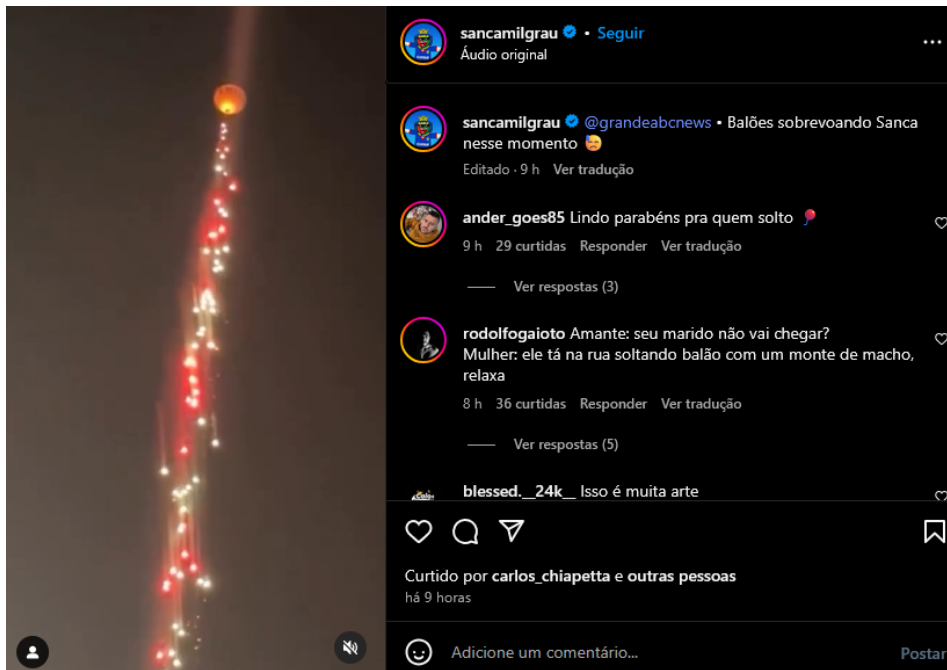 sancamilgrau • Seguir
Áudio original
sancamilgrau @grandeabcnews • Balões sobrevoando Sanca
nesse momento 🥳
Editado · 9 h Ver tradução
ander_goes85 Lindo parabéns pra quem solto 🎈
9 h 29 curtidas Responder Ver tradução
Ver respostas (3)
rodolfogaioto Amante: seu marido não vai chegar?
Mulher: ele tá na rua soltando balão com um monte de macho,
relaxa
8 h 36 curtidas Responder Ver tradução
Ver respostas (5)
blessed.__24k__ Isso é muita arte
Curtido por carlos_chiapetta e outras pessoas
há 9 horas
Adicione um comentário...
Postar